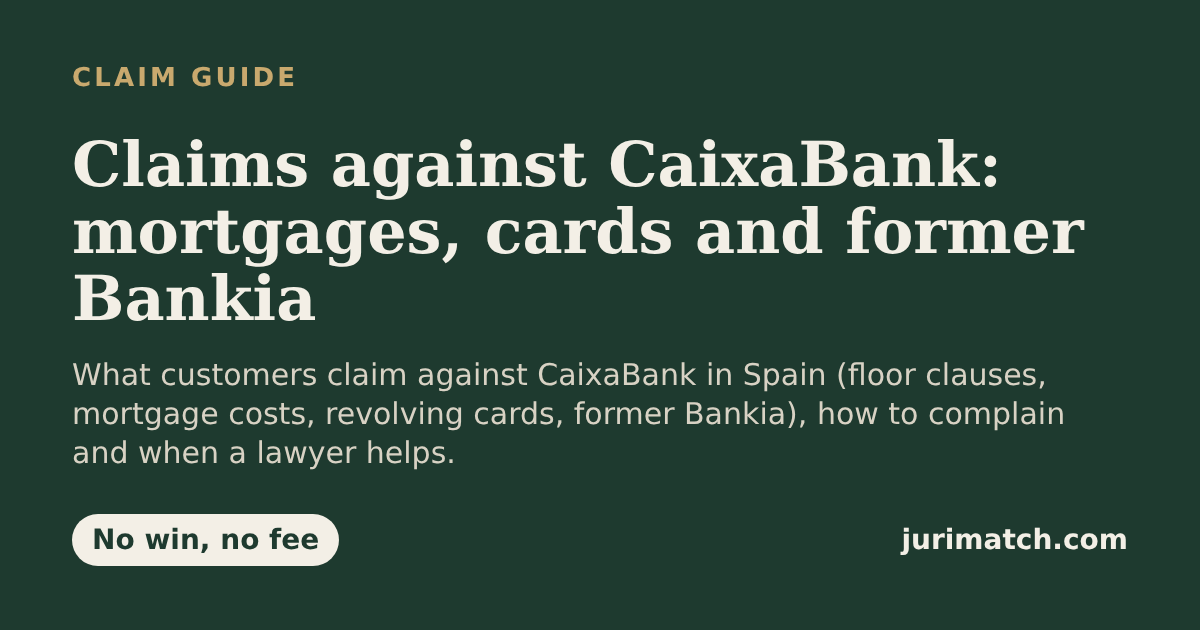 CLAIM GUIDE
Claims against CaixaBank:
mortgages, cards and former
Bankia
What customers claim against CaixaBank in Spain (floor clauses,
mortgage costs, revolving cards, former Bankia), how to complain
and when a lawyer helps.
No win, no fee
jurimatch.com